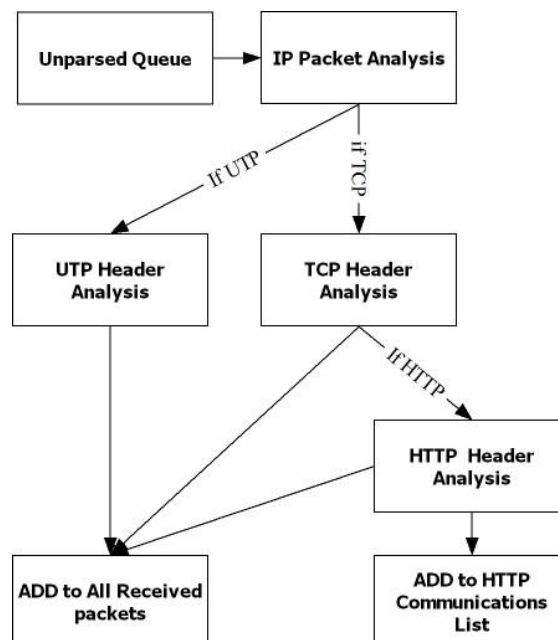 Unparsed Queue
IP Packet Analysis
If UTP
if TCP
UTP Header
Analysis
TCP Header
Analysis
If HTTP
HTTP Header
Analysis
ADD to All Received
packets
ADD to HTTP
Communications
List